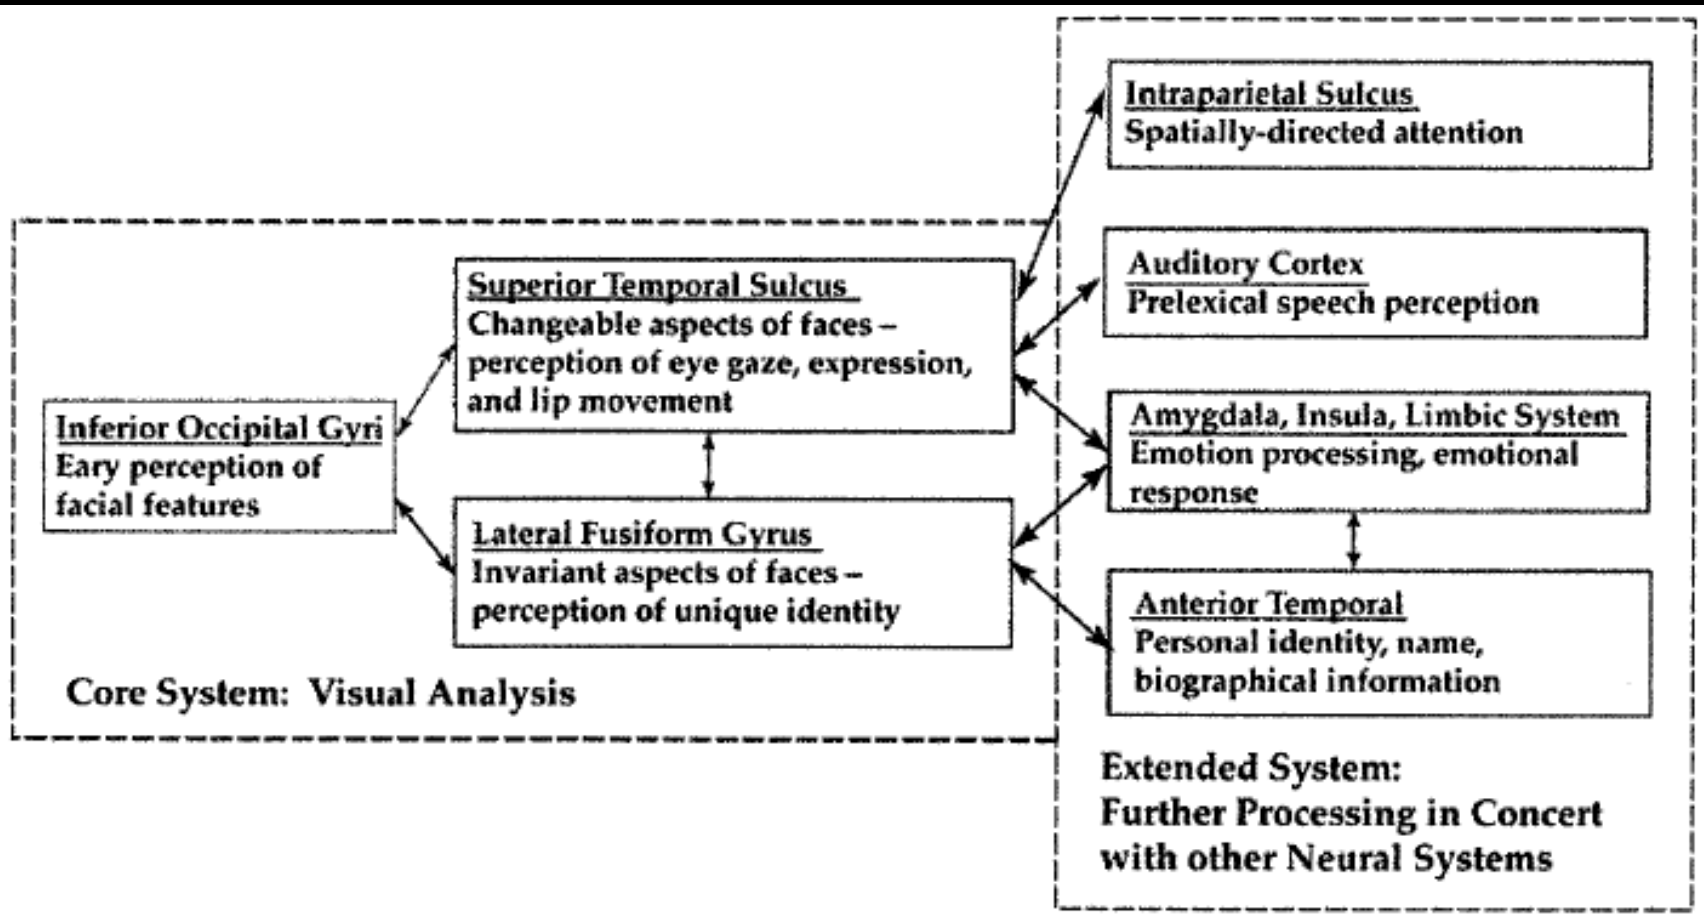 Intraparietal Sulcus
Spatially-directed attention
Auditory Cortex
Prelexical speech perception
Superior Temporal Sulcus
Changeable aspects of faces –
perception of eye gaze, expression,
and lip movement
Inferior Occipital Gyri
Eary perception of
facial features
Amygdala, Insula, Limbic System
Emotion processing, emotional
response
Lateral Fusiform Gyrus
Invariant aspects of faces –
perception of unique identity
Anterior Temporal
Personal identity, name,
biographical information
Core System: Visual Analysis
Extended System:
Further Processing in Concert
with other Neural Systems